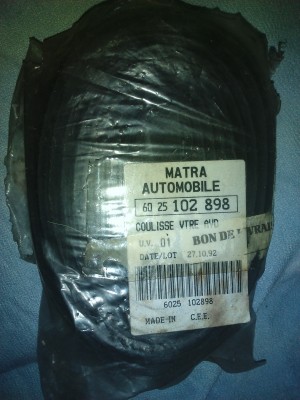 MATRA
AUTOMOBILE
60 25 102 898
COULISSE VTRE AVD
U.V. 01
BON DE
DATE/LOT 27.10.92
6025 102898
MADE-IN C.E.E.